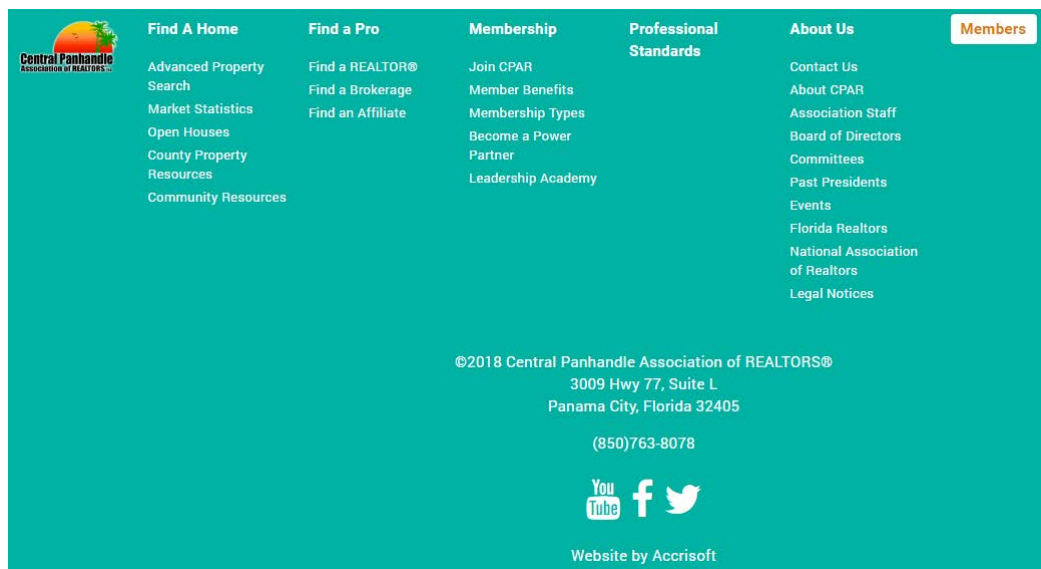 Central Panhandle
Association of REALTORS
Find A Home
Advanced Property
Search
Market Statistics
Open Houses
County Property
Resources
Community Resources
Find a Pro
Find a REALTOR®
Find a Brokerage
Find an Affiliate
Membership
Join CPAR
Member Benefits
Membership Types
Become a Power
Partner
Leadership Academy
Professional
Standards
About Us
Contact Us
About CPAR
Association Staff
Board of Directors
Committees
Past Presidents
Events
Florida Realtors
National Association
of Realtors
Legal Notices
Members
©2018 Central Panhandle Association of REALTORS®
3009 Hwy 77, Suite L
Panama City, Florida 32405
(850)763-8078
You
Tube
Website by Accrisoft